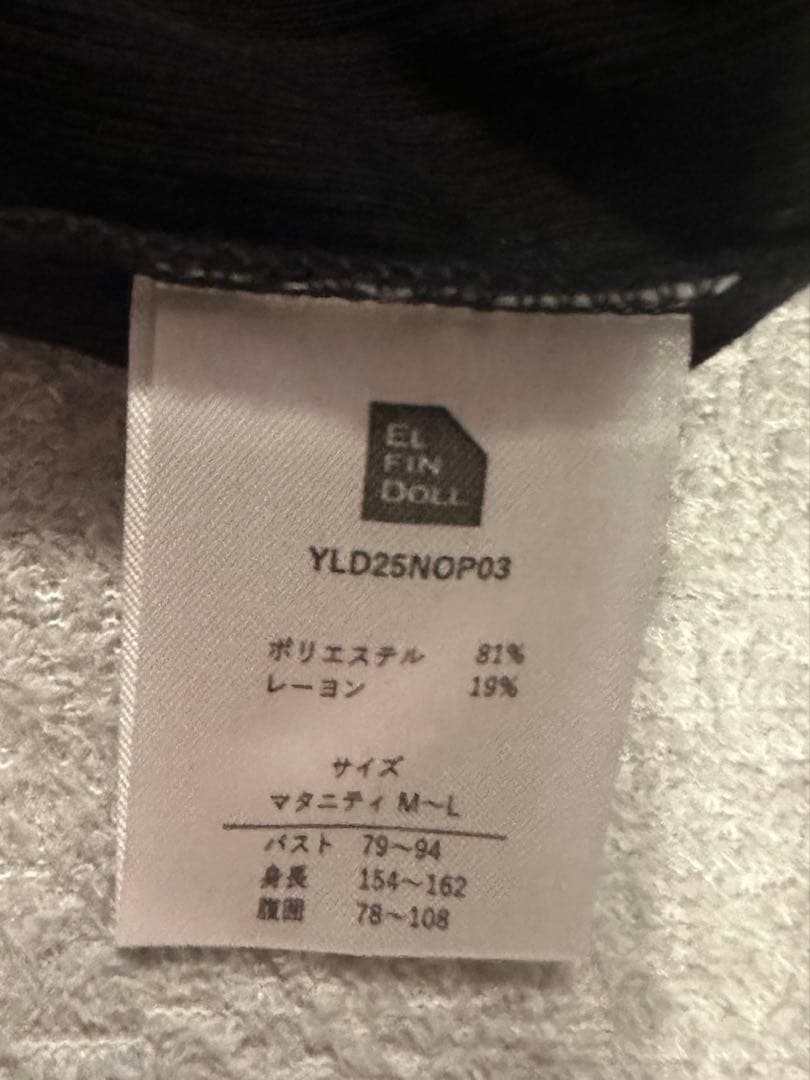 EL
FIN
DOLL
YLD25NOP03
ポリエステル 81%
レーヨン 19%
サイズ
マタニティ M～L
バスト 79～94
身長 154～162
腹囲 78～108